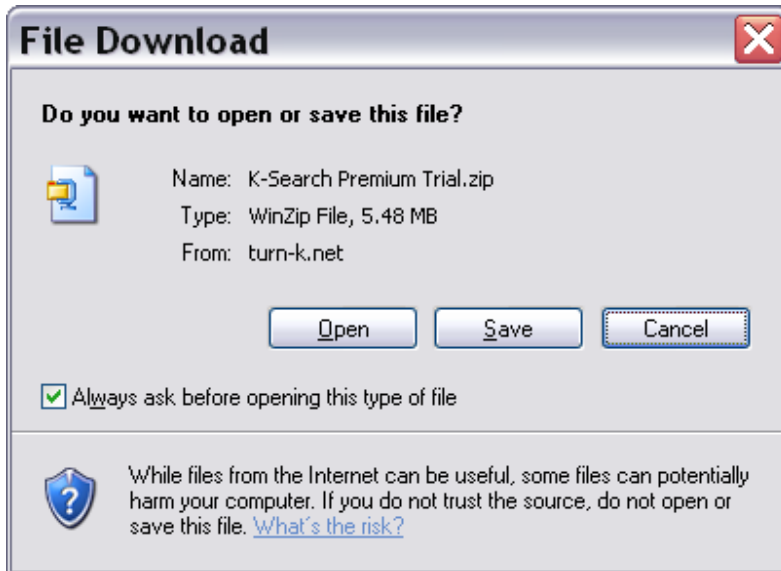 File Download
Do you want to open or save this file?
Name: K-Search Premium Trial.zip
Type: WinZip File, 5.48 MB
From: turn-k.net
Open Save Cancel
Always ask before opening this type of file
While files from the Internet can be useful, some files can potentially
harm your computer. If you do not trust the source, do not open or
save this file. What´s the risk?